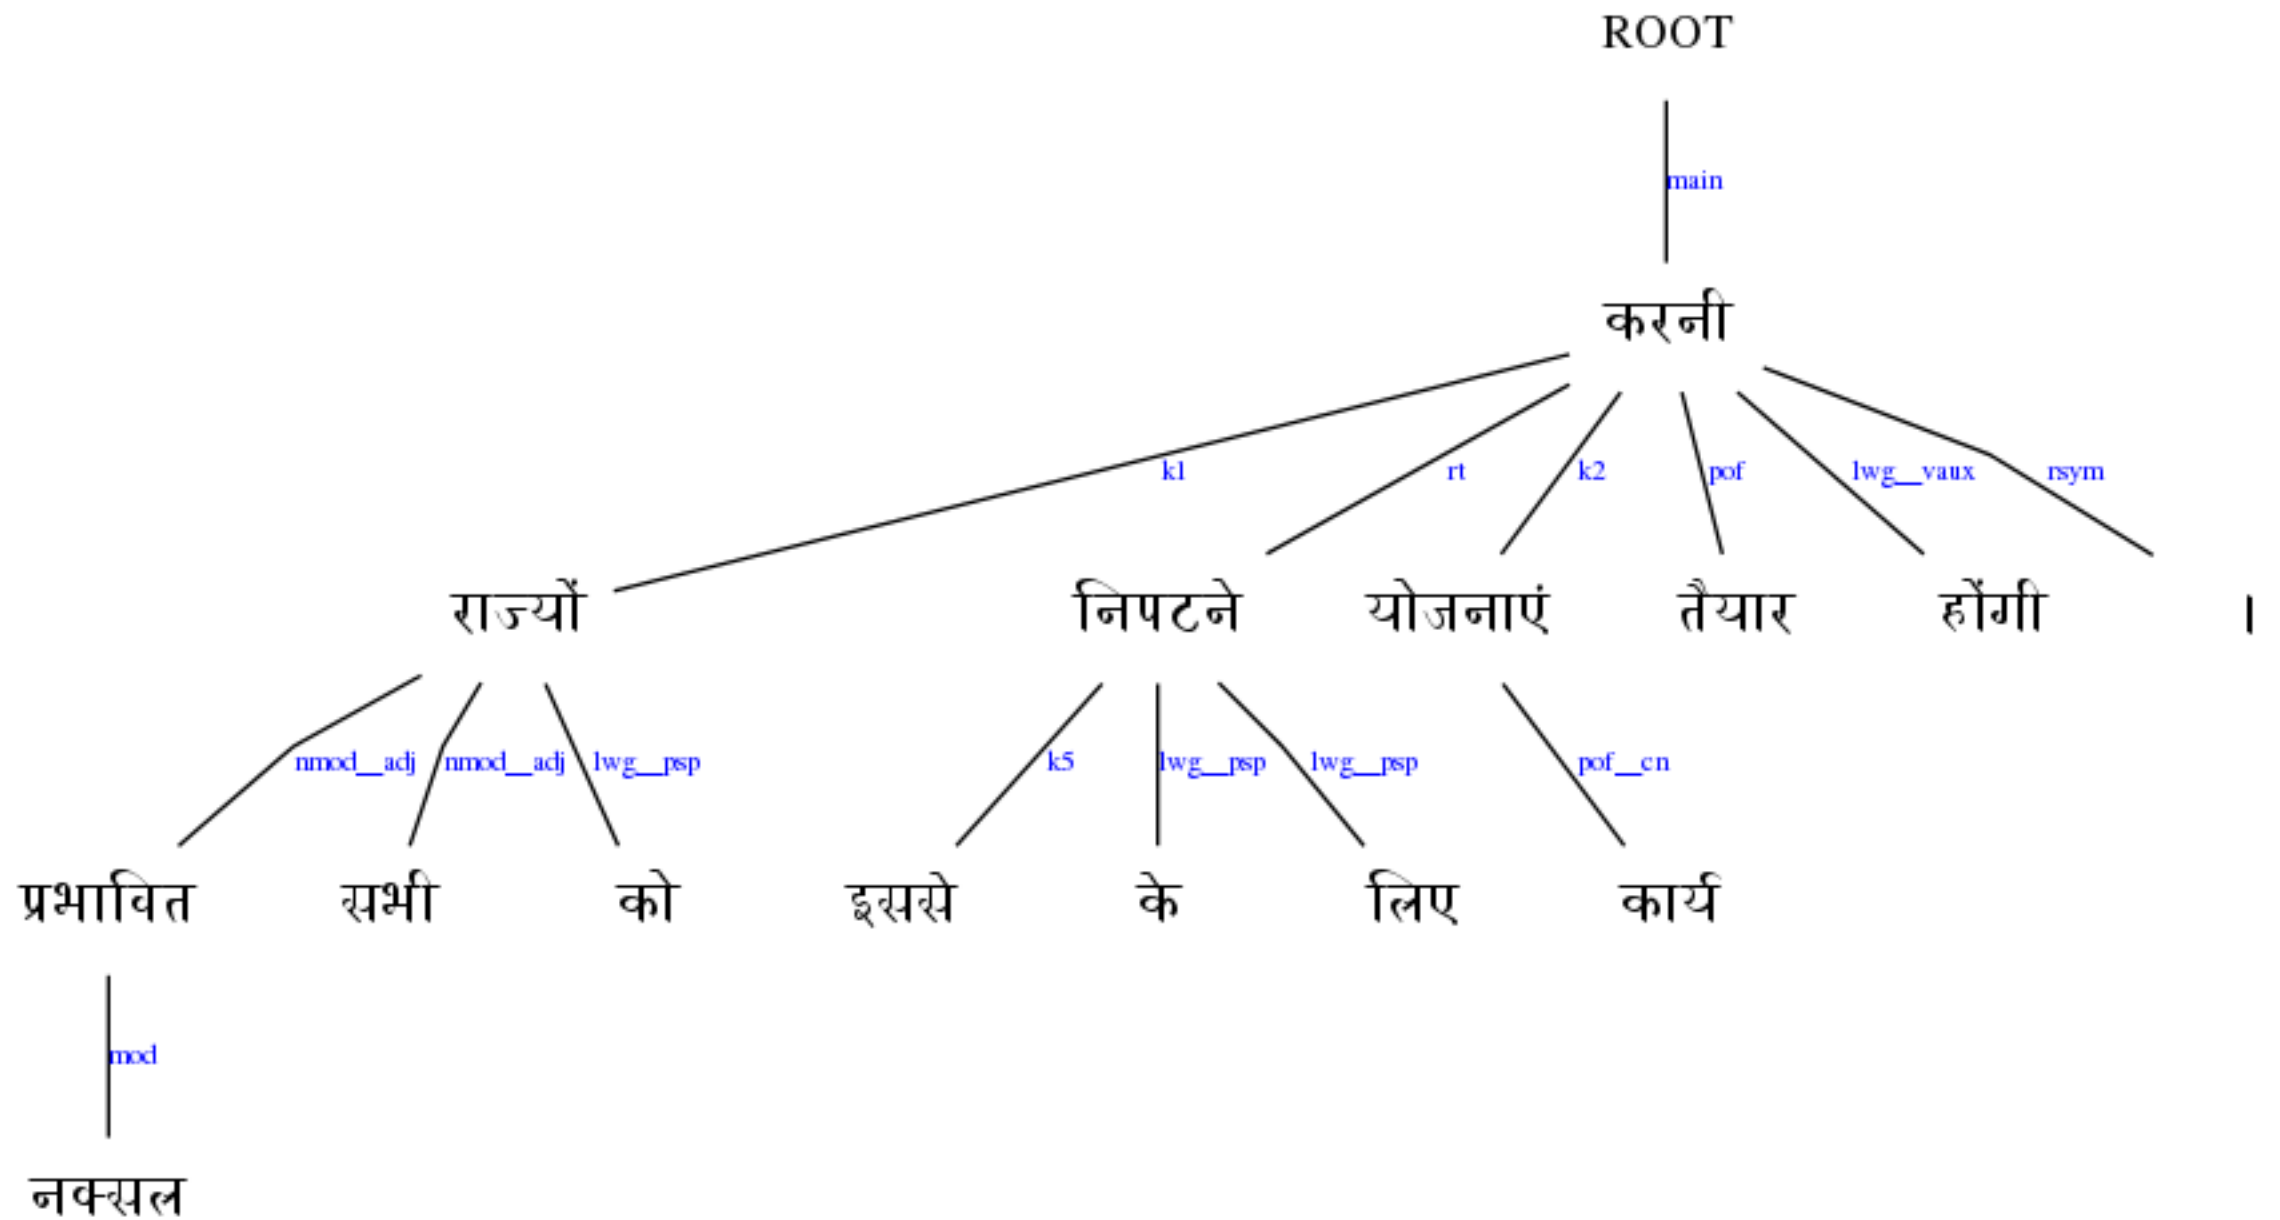 ROOT
main
करनी
k1 rt k2 pof lwg__vaux rsym
राज्यों निपटने योजनाएं तैयार होंगी ।
nmod__adj nmod__adj lwg__psp k5 lwg__psp lwg__psp pof__cn
प्रभावित सभी को इससे के लिए कार्य
mod
नक्सल